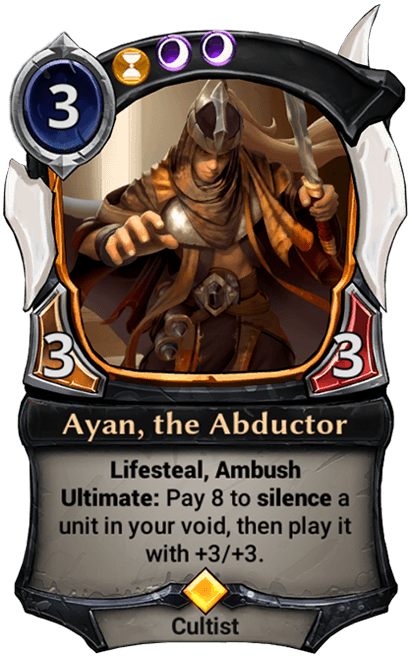 3
3
3
Ayan, the Abductor
Lifesteal, Ambush
Ultimate: Pay 8 to silence a
unit in your void, then play it
with +3/+3.
Cultist